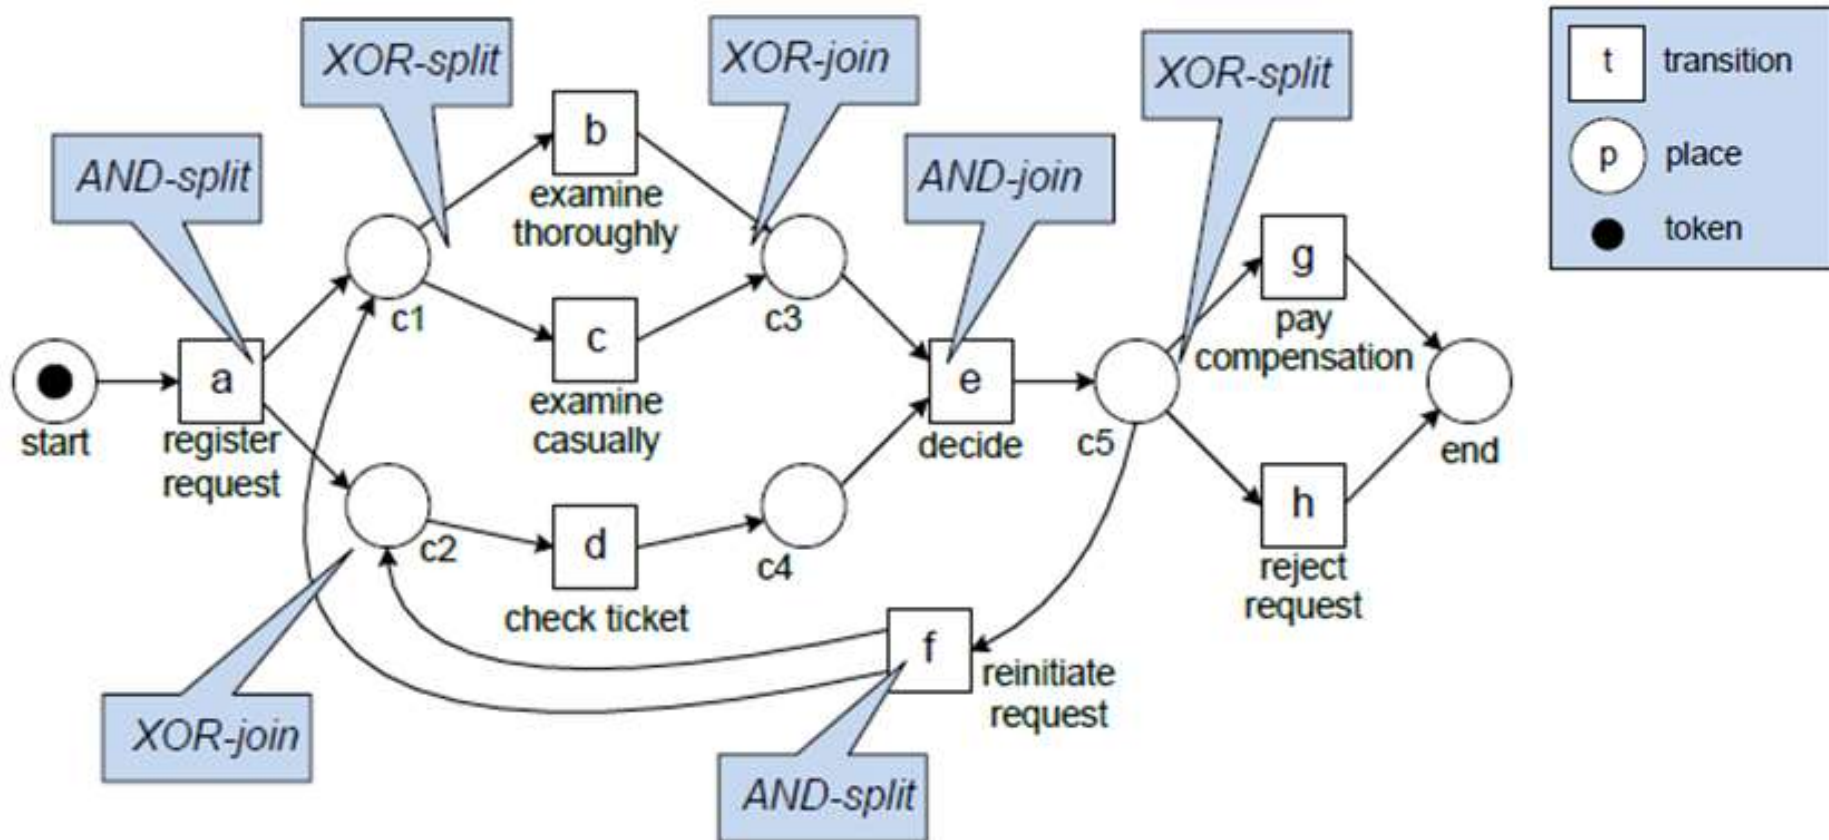 XOR-split
XOR-join
XOR-split
t
transition
AND-split
b
AND-join
p
place
examine
thoroughly
token
g
c1
c3
pay
compensation
a
c
e
start
register
request
examine
casually
decide
c5
end
h
c2
d
c4
reject
request
check ticket
f
reinitiate
request
XOR-join
AND-split